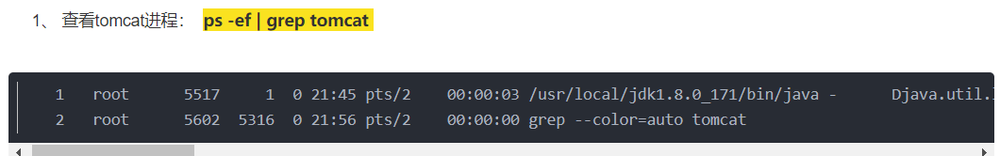 1、 查看tomcat进程： ps -ef | grep tomcat
1 root 5517 1 0 21:45 pts/2 00:00:03 /usr/local/jdk1.8.0_171/bin/java - Djava.util.
2 root 5602 5316 0 21:56 pts/2 00:00:00 grep --color=auto tomcat